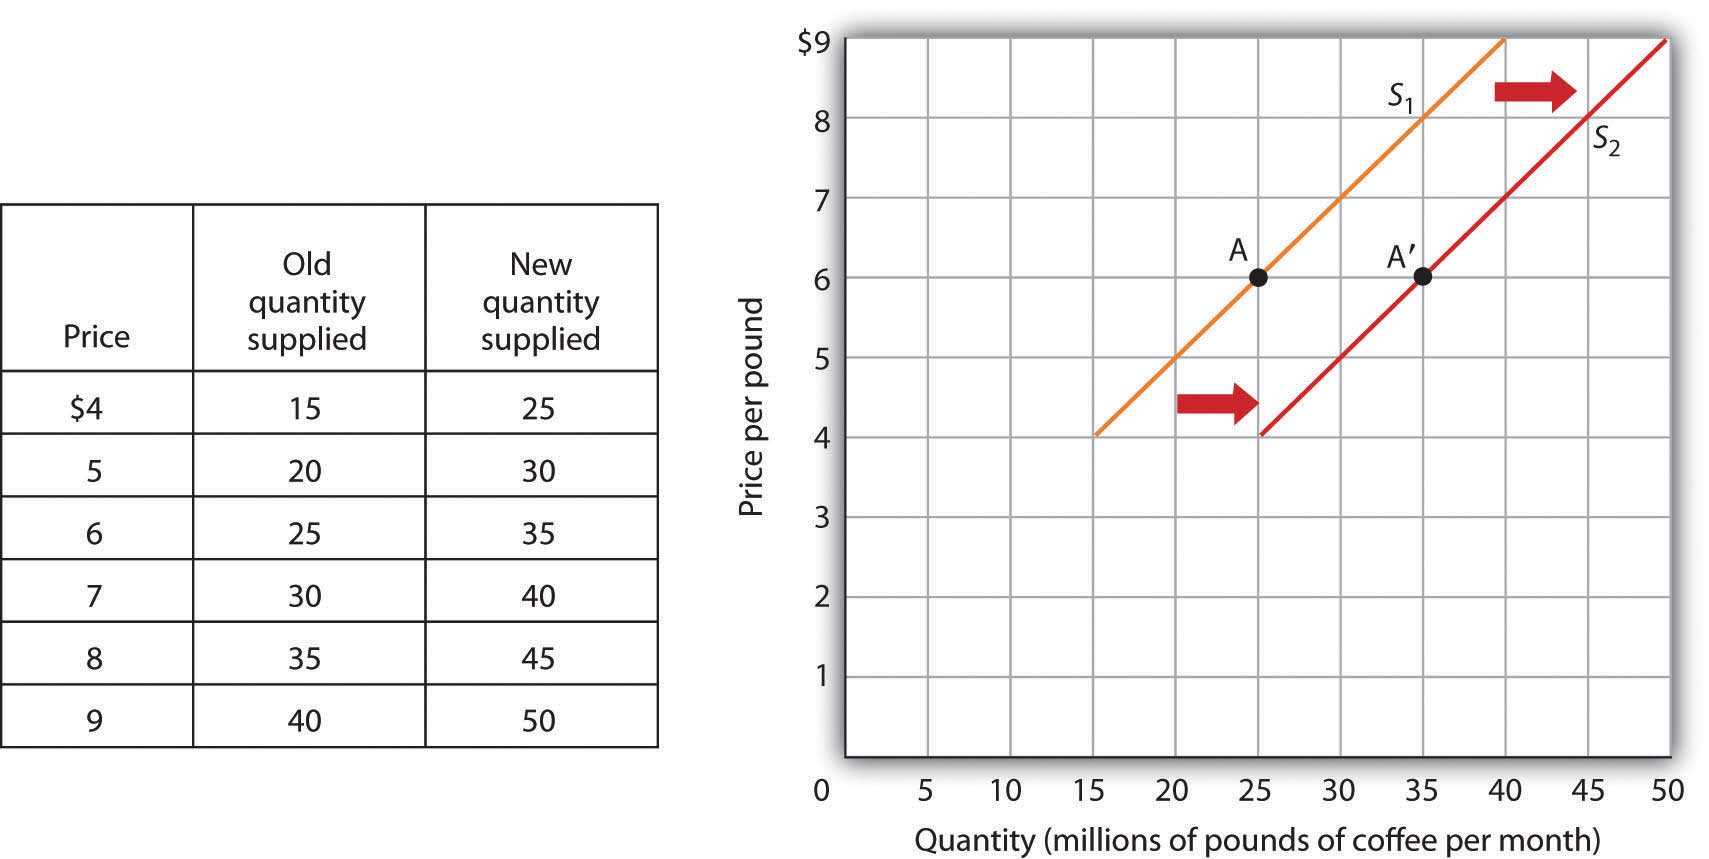 Price Old quantity supplied New quantity supplied
$4 15 25
5 20 30
6 25 35
7 30 40
8 35 45
9 40 50
$9
8
7
6
5
4
3
2
1
Price per pound
S1
S2
A
A′
0 5 10 15 20 25 30 35 40 45 50
Quantity (millions of pounds of coffee per month)